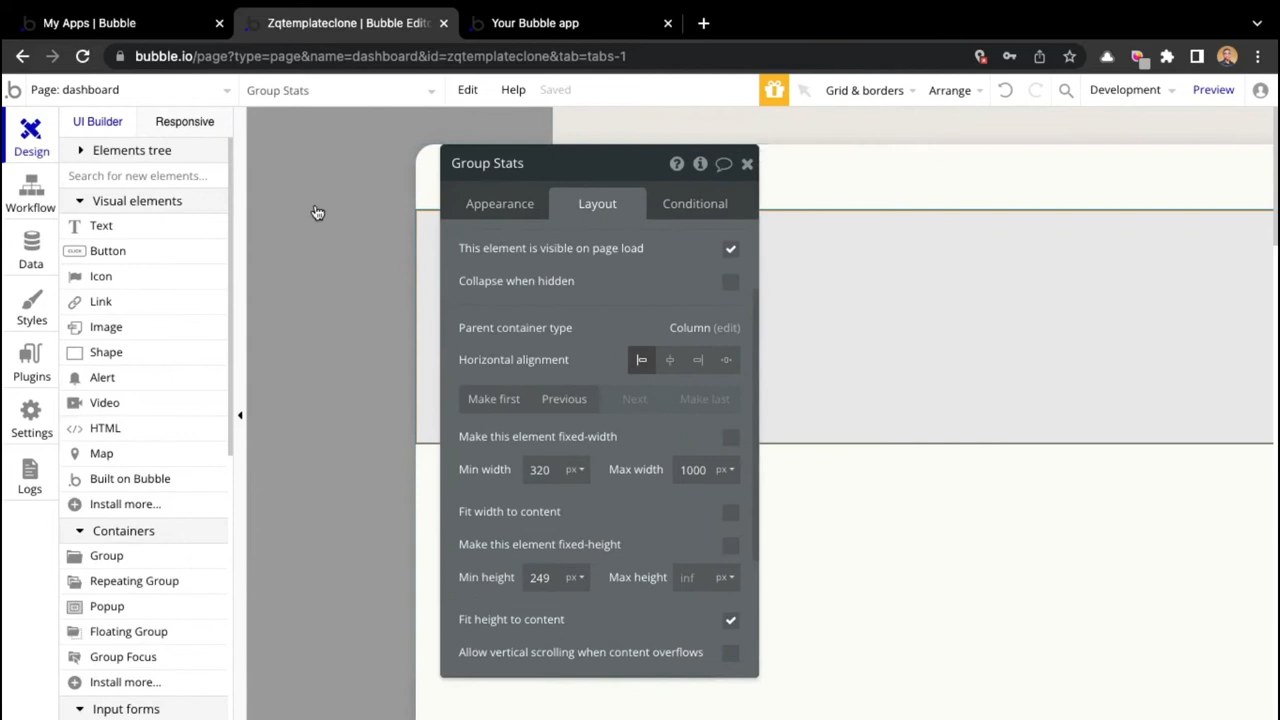 My Apps | Bubble
Zqtemplateclone | Bubble Edito
Your Bubble app
bubble.io/page?type=page&name=dashboard&id=zqtemplateclone&tab=tabs-1
Page: dashboard
Group Stats
Edit
Help
Saved
Grid & borders
Arrange
Development
Preview
Design
Workflow
Data
Styles
Plugins
Settings
Logs
UI Builder
Responsive
Elements tree
Search for new elements...
Visual elements
Text
CLICK Button
Icon
Link
Image
Shape
Alert
Video
</> HTML
Map
Built on Bubble
Install more...
Containers
Group
Repeating Group
Popup
Floating Group
Group Focus
Install more...
Input forms
Group Stats
Appearance
Layout
Conditional
This element is visible on page load
Collapse when hidden
Parent container type
Column (edit)
Horizontal alignment
Make first
Previous
Next
Make last
Make this element fixed-width
Min width 320 px
Max width 1000 px
Fit width to content
Make this element fixed-height
Min height 249 px
Max height inf px
Fit height to content
Allow vertical scrolling when content overflows